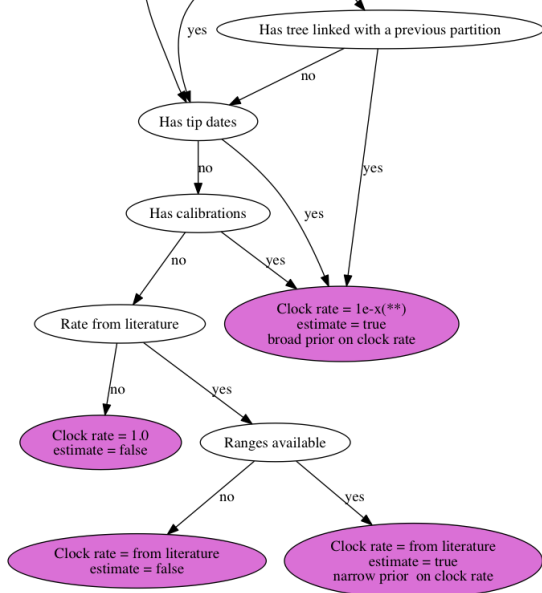 yes
Has tree linked with a previous partition
no
Has tip dates
yes
no
yes
Has calibrations
no
yes
Clock rate = 1e-x(**)
estimate = true
broad prior on clock rate
Rate from literature
no
yes
Clock rate = 1.0
estimate = false
Ranges available
no
yes
Clock rate = from literature
estimate = false
Clock rate = from literature
estimate = true
narrow prior  on clock rate